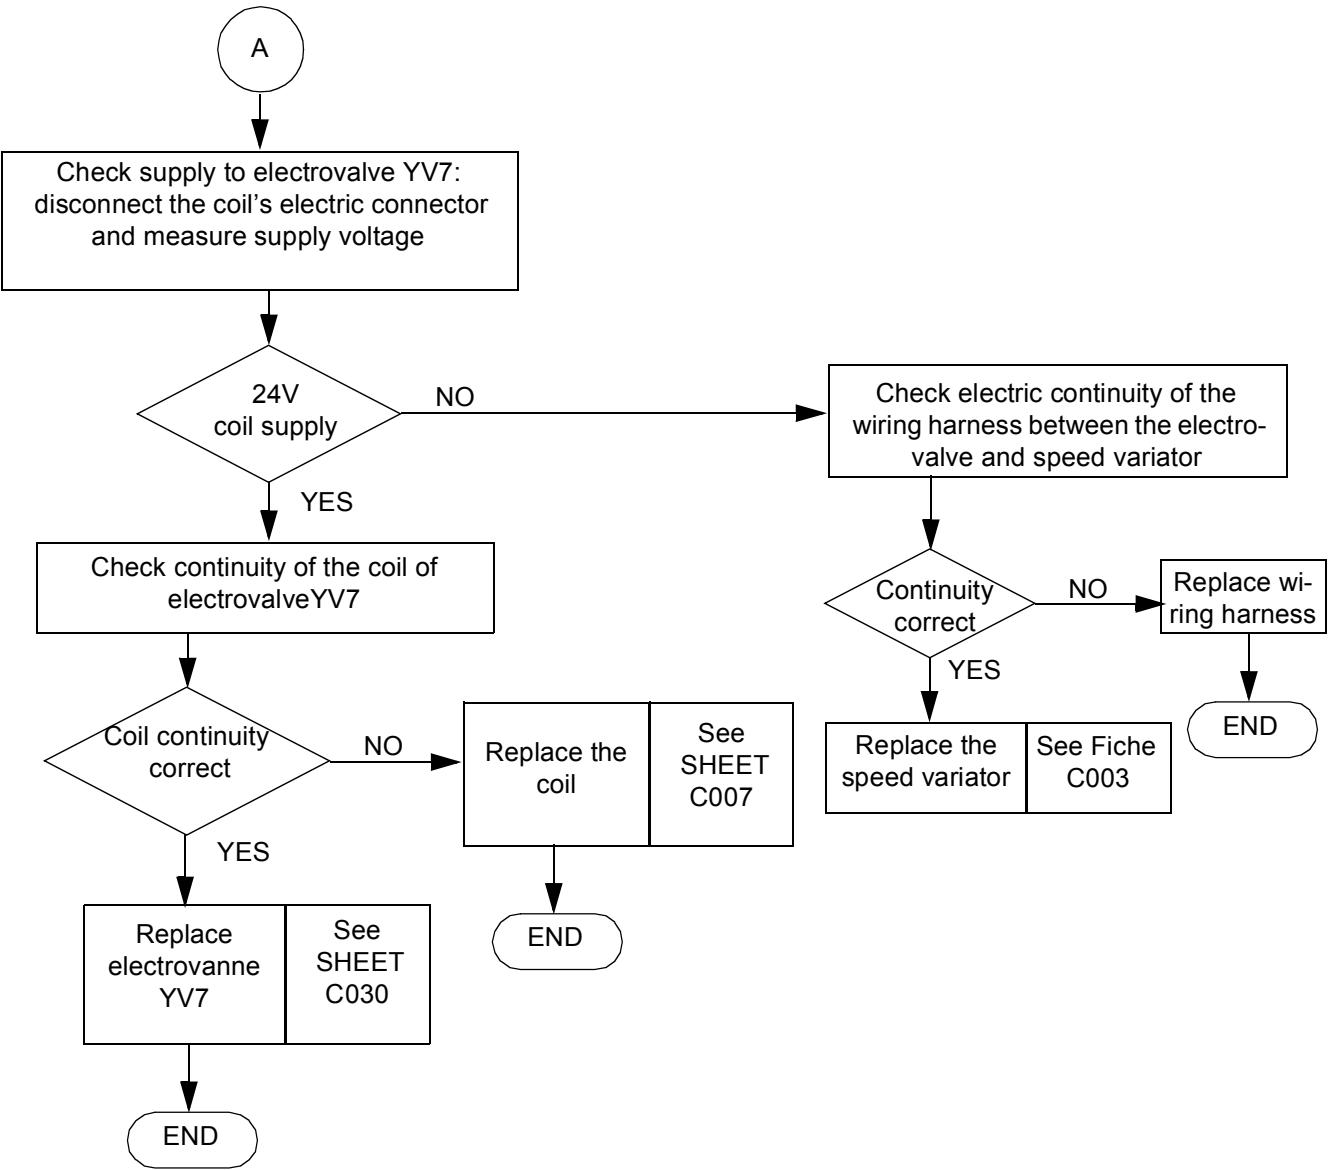 A
Check supply to electrovalve YV7:
disconnect the coil’s electric connector
and measure supply voltage
24V
coil supply
NO
YES
Check electric continuity of the
wiring harness between the electro-
valve and speed variator
Check continuity of the coil of
electrovalveYV7
Continuity
correct
NO
Replace wi-
ring harness
YES
END
Replace the
speed variator
See Fiche
C003
Coil continuity
correct
NO
Replace the
coil
See
SHEET
C007
YES
END
Replace
electrovanne
YV7
See
SHEET
C030
END